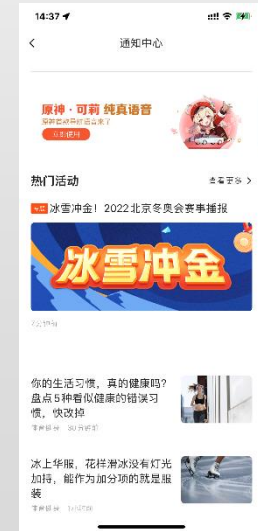 14:37
通知中心
原神·可莉 纯真语音
立即使用
热门活动
查看更多
冰雪冲金！2022北京冬奥会赛事播报
冰雪冲金
你的生活习惯，真的健康吗？
盘点5种看似健康的错误习
惯，快改掉
冰上华服，花样滑冰没有灯光
加持，能作为加分项的就是服
装